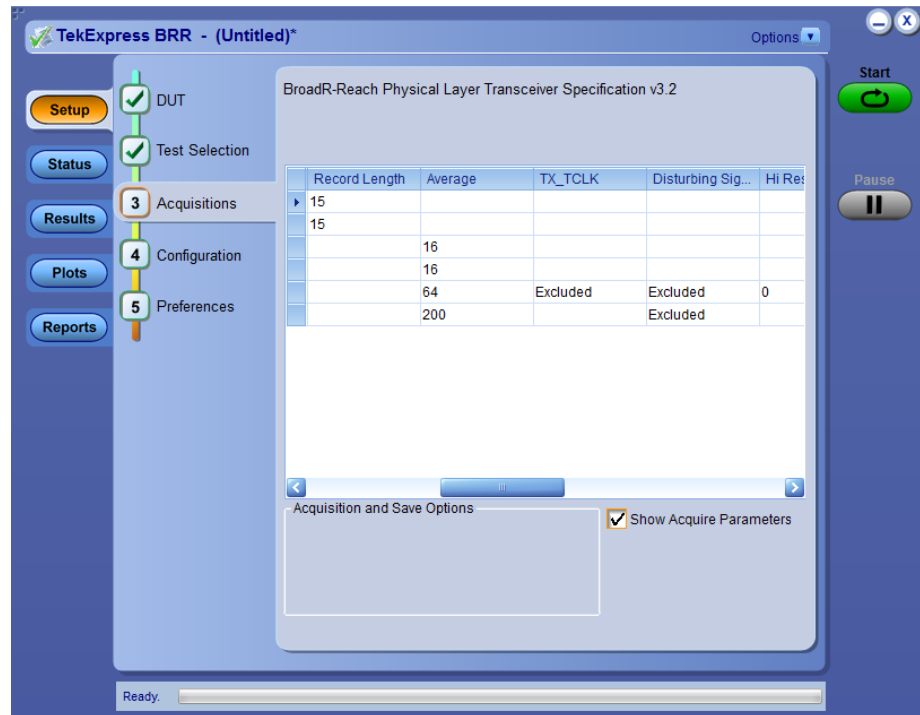 TekExpress BRR - (Untitled)*
Options
Start
Pause
Setup
Status
Results
Plots
Reports
DUT
Test Selection
3 Acquisitions
4 Configuration
5 Preferences
BroadR-Reach Physical Layer Transceiver Specification v3.2
Record Length Average TX_TCLK Disturbing Sig... Hi Res
15
15
16
16
64 Excluded Excluded 0
200 Excluded
Acquisition and Save Options
Show Acquire Parameters
Ready.